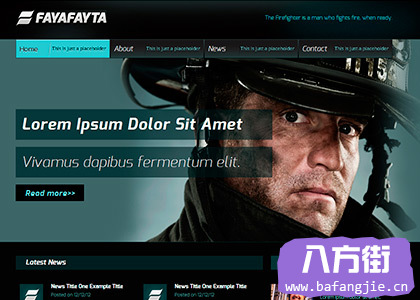 FAYAFAYTA
The Firefighter is a man who fights fire, when ready
Home This is just a placeholder About This is just a placeholder News This is just a placeholder Contact This is just a placeholder
Lorem Ipsum Dolor Sit Amet
Vivamus dapibus fermentum elit.
Read more>>
Latest News
News Title One Example Title
Posted on 12/12/12
News Title One Example Title
Posted on 12/12/12
八方街
www.bafangjie.cn